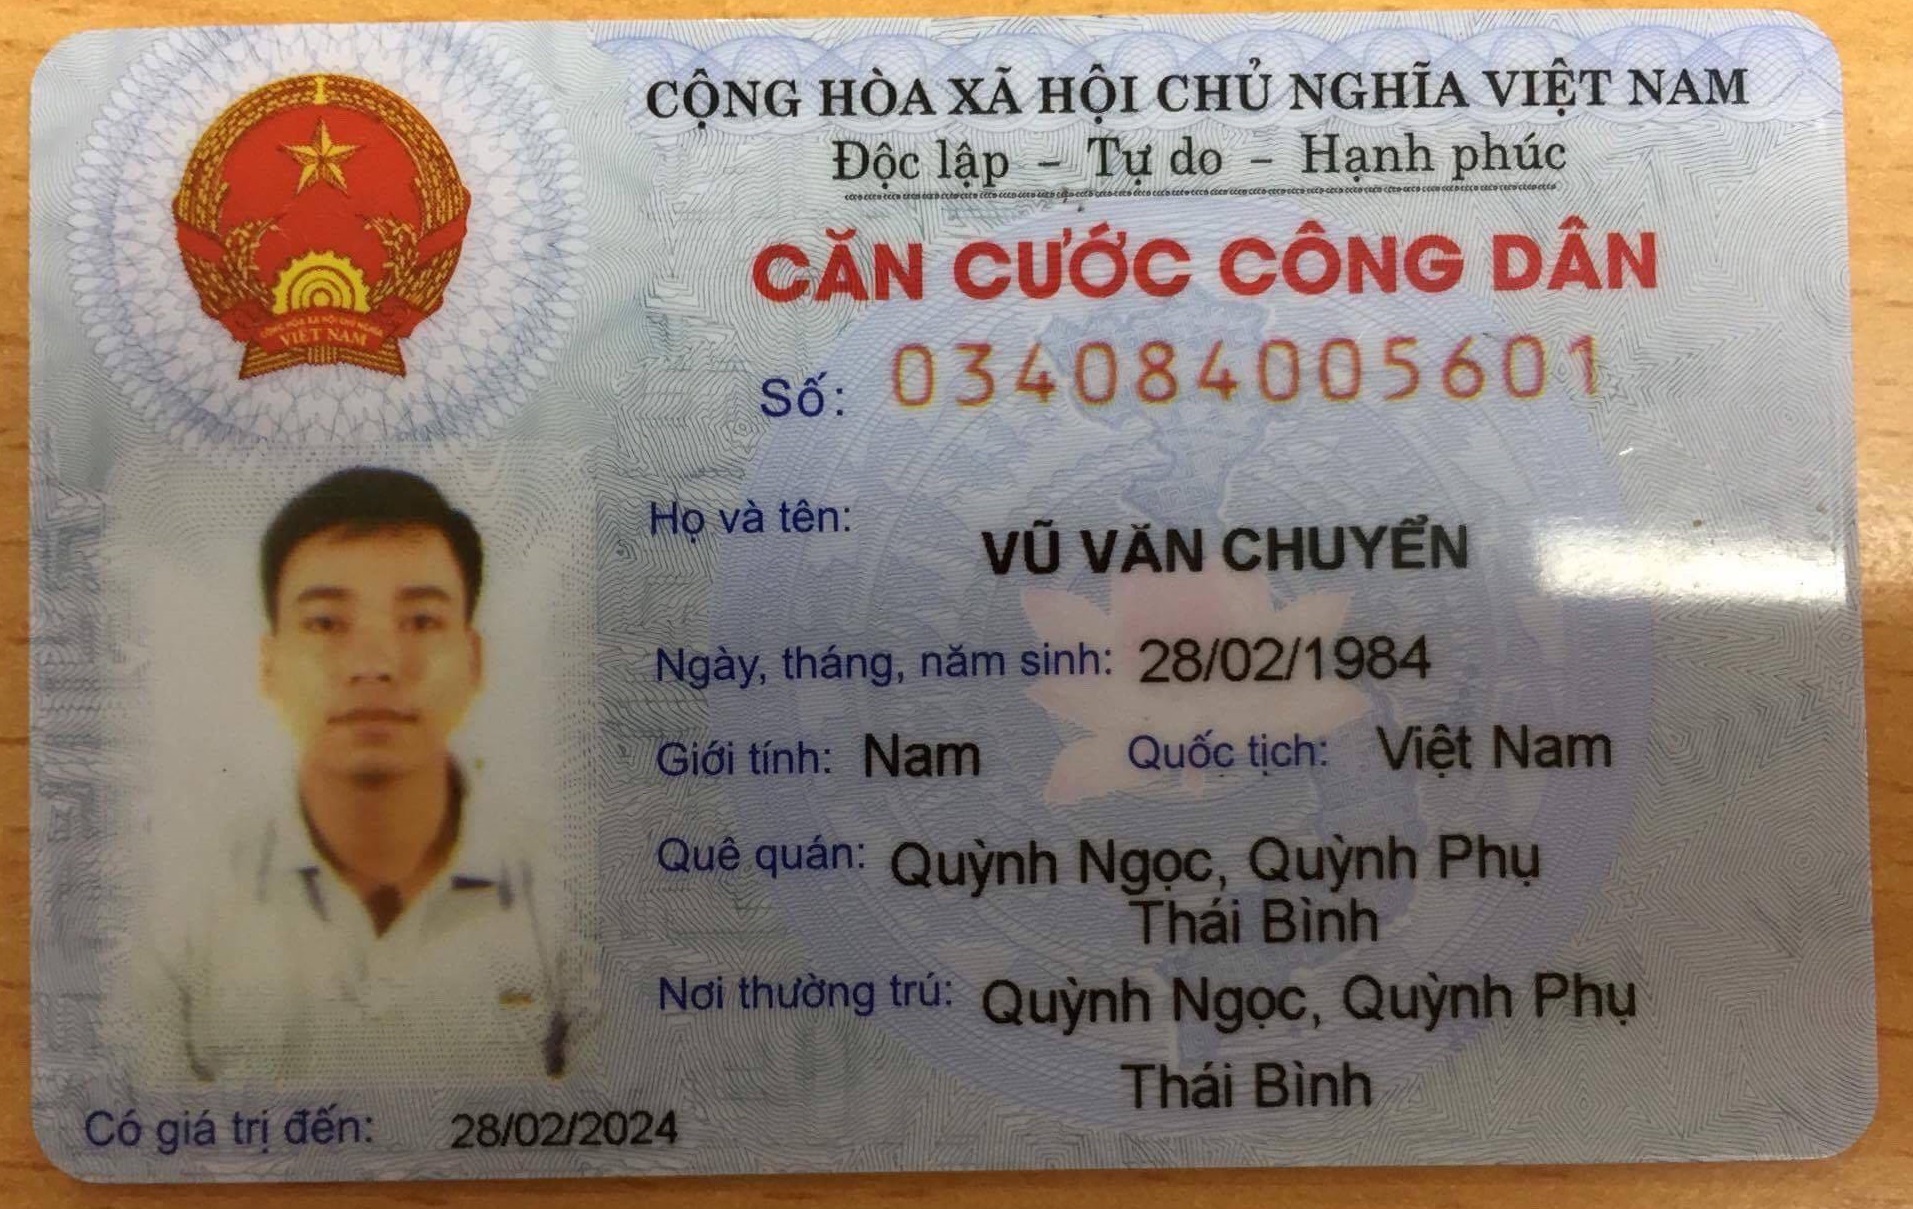 CỘNG HÒA XÃ HỘI CHỦ NGHĨA VIỆT NAM
Độc lập – Tự do – Hạnh phúc
CĂN CƯỚC CÔNG DÂN
Số: 034084005601
CỘNG HÒA XÃ HỘI CHỦ NGHĨA
VIỆT NAM
Họ và tên: VŨ VĂN CHUYỂN
Ngày, tháng, năm sinh: 28/02/1984
Giới tính: Nam Quốc tịch: Việt Nam
Quê quán: Quỳnh Ngọc, Quỳnh Phụ
Thái Bình
Nơi thường trú: Quỳnh Ngọc, Quỳnh Phụ
Thái Bình
Có giá trị đến: 28/02/2024